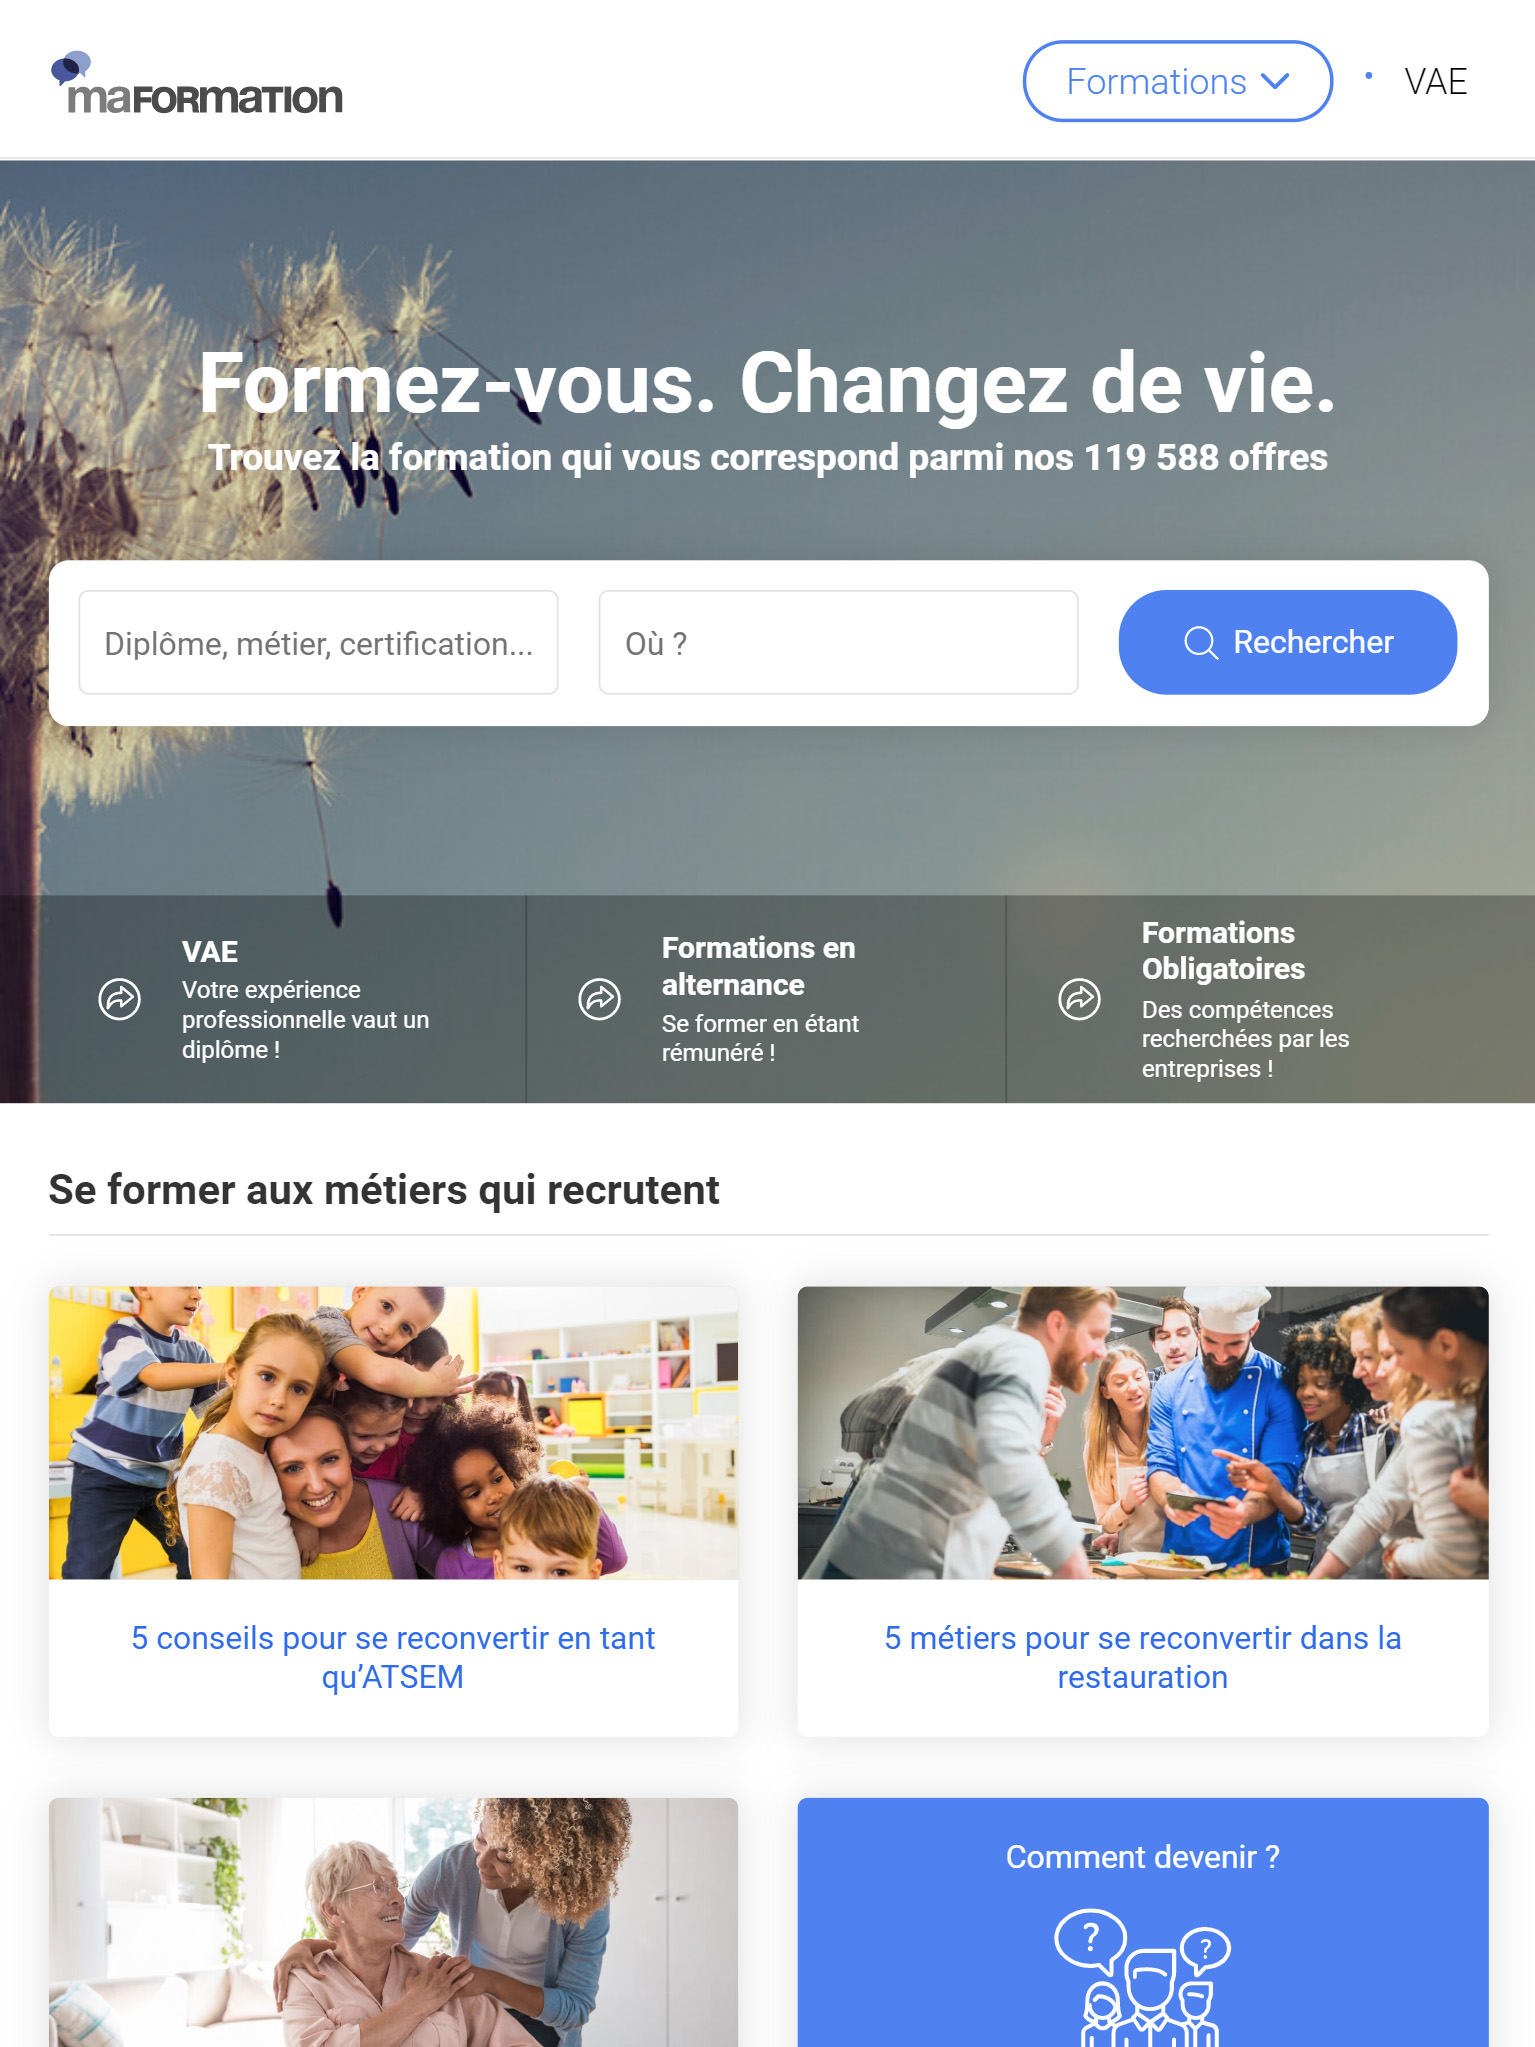 maFORMATION
Formations
•
VAE
Formez-vous. Changez de vie.
Trouvez la formation qui vous correspond parmi nos 119 588 offres
Diplôme, métier, certification...
Où ?
Rechercher
VAE
Votre expérience
professionnelle vaut un
diplôme !
Formations en
alternance
Se former en étant
rémunéré !
Formations
Obligatoires
Des compétences
recherchées par les
entreprises !
Se former aux métiers qui recrutent
5 conseils pour se reconvertir en tant
qu’ATSEM
5 métiers pour se reconvertir dans la
restauration
Comment devenir ?
? ?